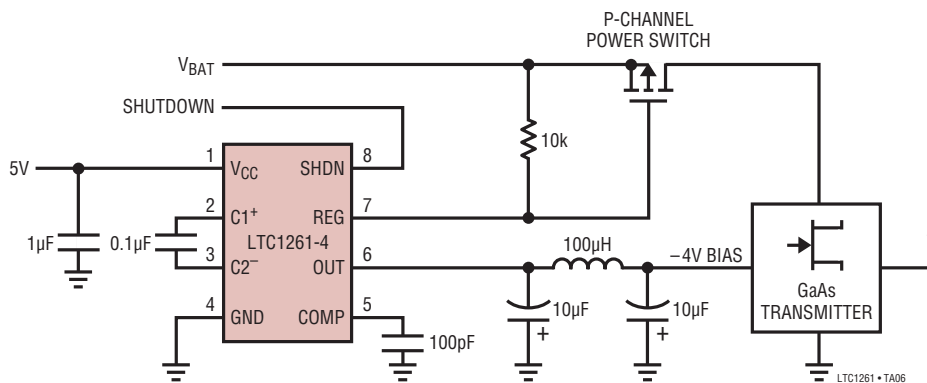 P-CHANNEL
POWER SWITCH
VBAT
SHUTDOWN
10k
5V
1
VCC
SHDN
8
2
C1+
REG
7
1µF
0.1µF
LTC1261-4
3
C2–
OUT
6
100µH
–4V BIAS
4
GND
COMP
5
100pF
10µF
+
10µF
+
GaAs
TRANSMITTER
LTC1261 • TA06